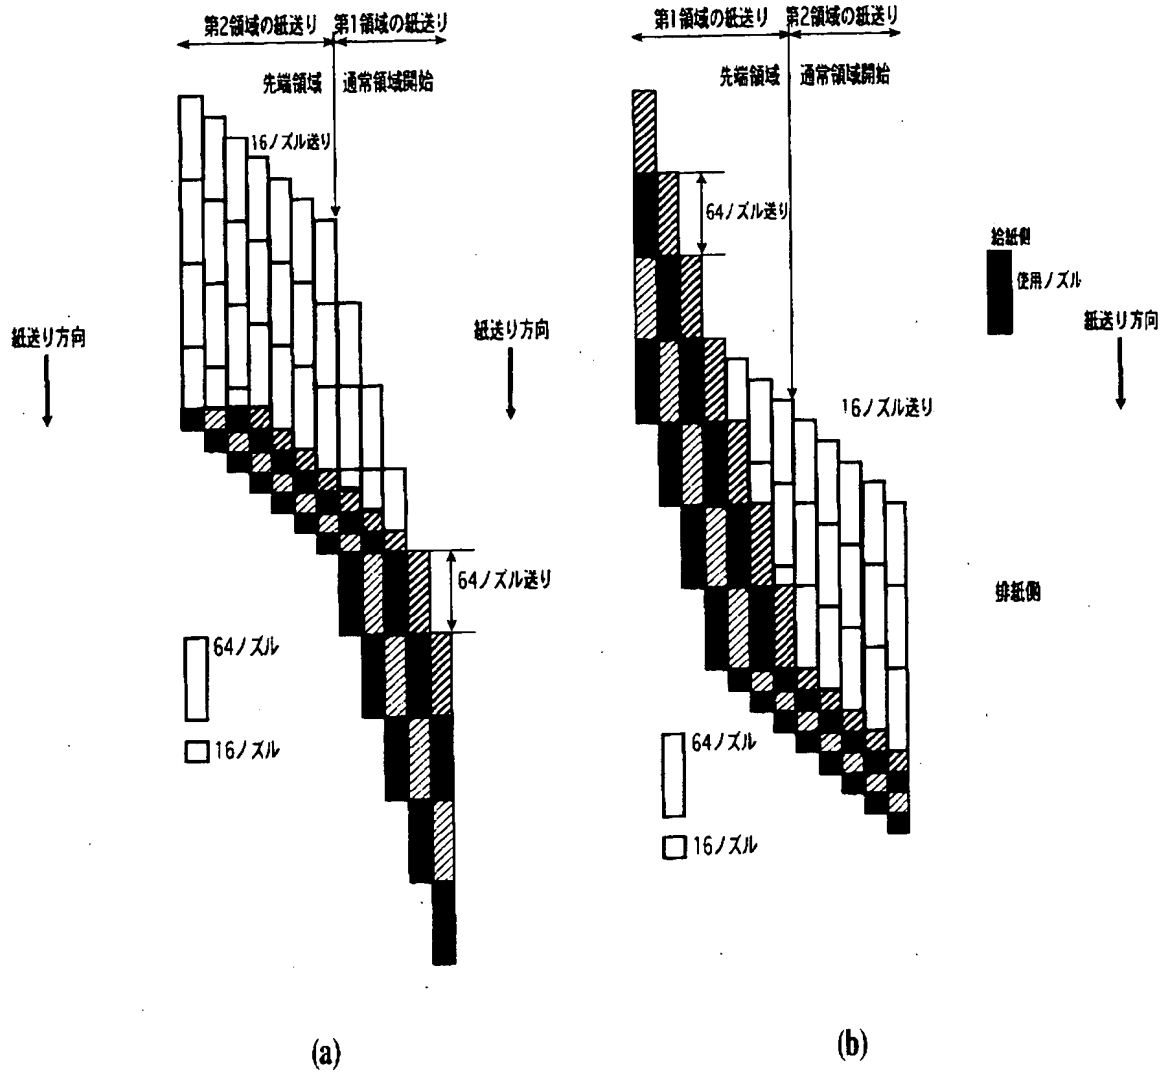 第2領域の紙送り
第1領域の紙送り
先端領域
通常領域開始
16ノズル送り
紙送り方向
紙送り方向
64ノズル送り
64ノズル
16ノズル
(a)
第1領域の紙送り
第2領域の紙送り
先端領域
通常領域開始
64ノズル送り
給紙側
使用ノズル
紙送り方向
16ノズル送り
排紙側
64ノズル
16ノズル
(b)